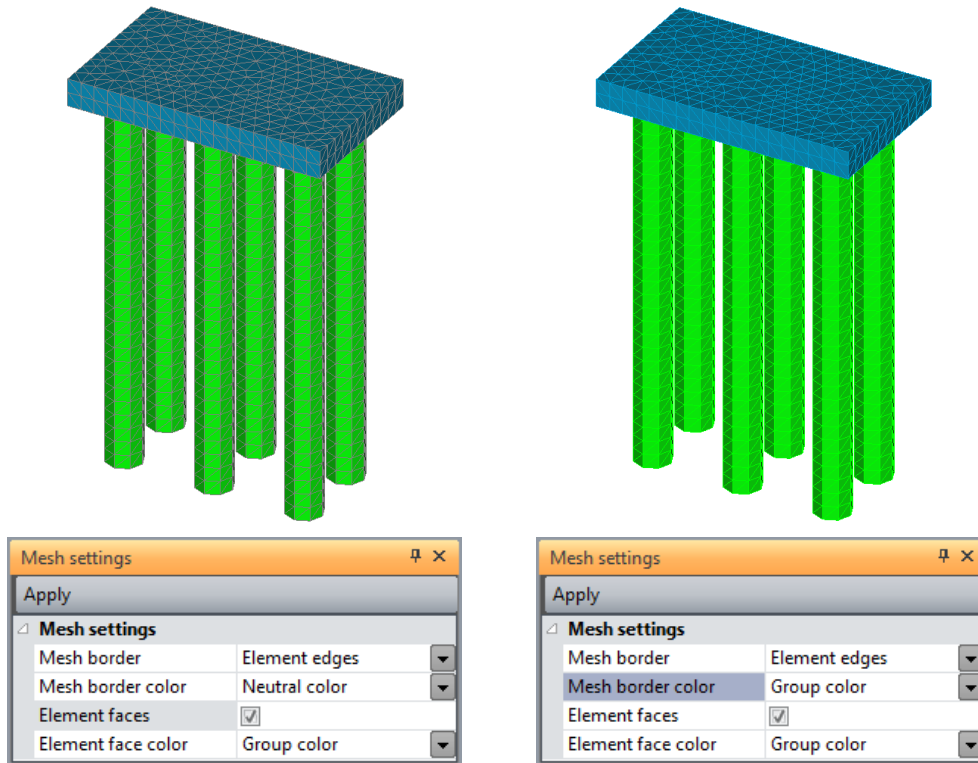 Mesh settings
Apply
Mesh settings
Mesh border Element edges
Mesh border color Neutral color
Element faces
Element face color Group color
Mesh settings
Apply
Mesh settings
Mesh border Element edges
Mesh border color Group color
Element faces
Element face color Group color